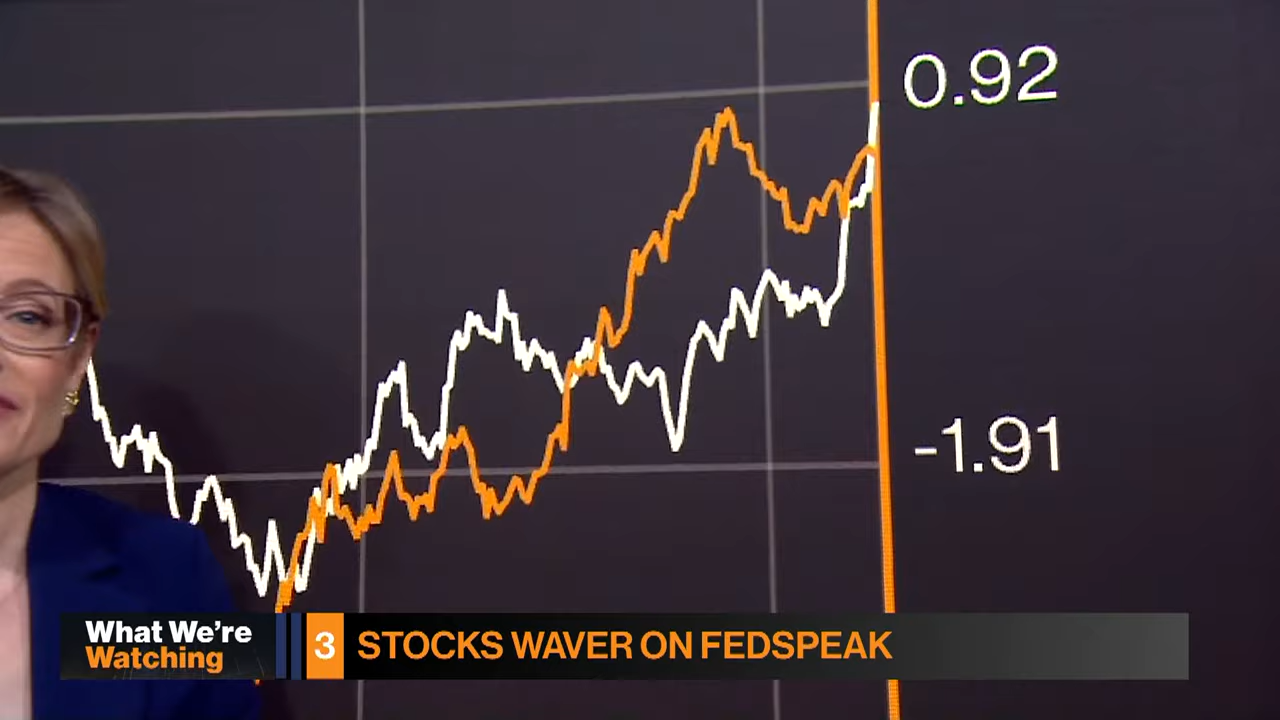 0.92
-1.91
What We're
Watching
3 STOCKS WAVER ON FEDSPEAK